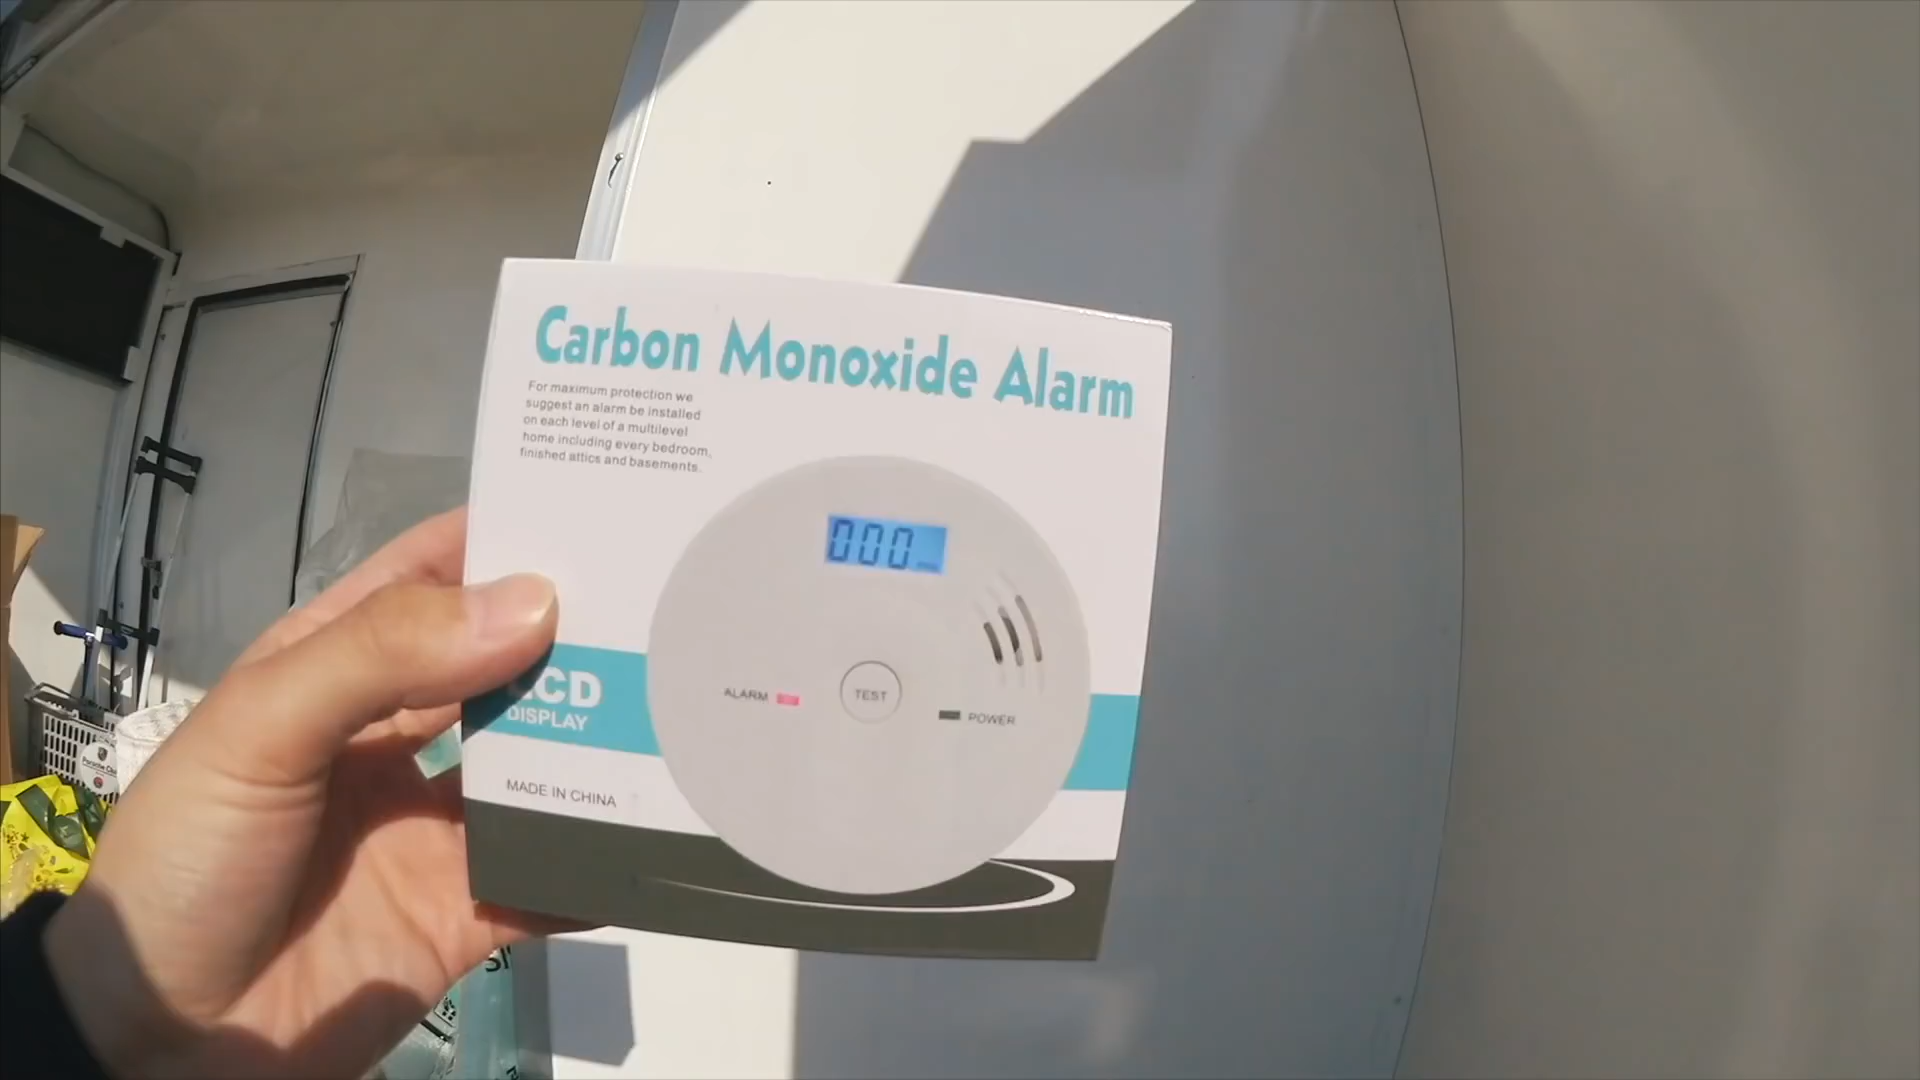 Carbon Monoxide Alarm
For maximum protection we
suggest an alarm be installed
on each level of a multilevel
home including every bedroom,
finished attics and basements.
000
ALARM
TEST
POWER
LCD
DISPLAY
MADE IN CHINA